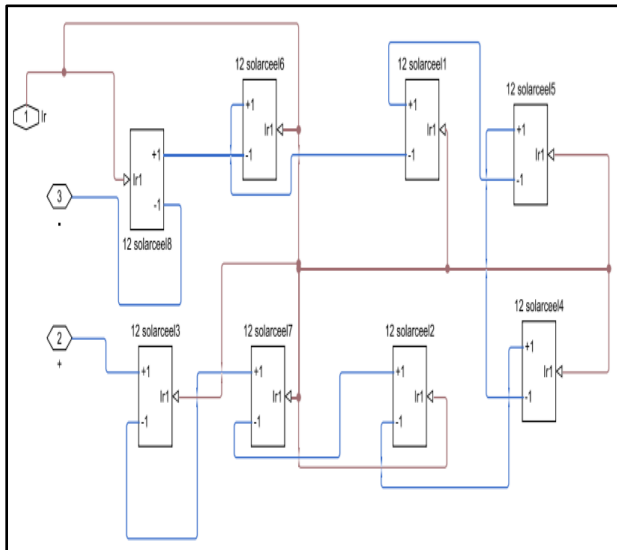 12 solarceel6
12 solarceel1
12 solarceel5
1
Ir
+1
-1
Ir1
+1
-1
Ir1
+1
-1
Ir1
3
-
Ir1
+1
-1
12 solarceel8
12 solarceel3
12 solarceel7
12 solarceel2
12 solarceel4
2
+
+1
-1
Ir1
+1
-1
Ir1
+1
-1
Ir1
+1
-1
Ir1